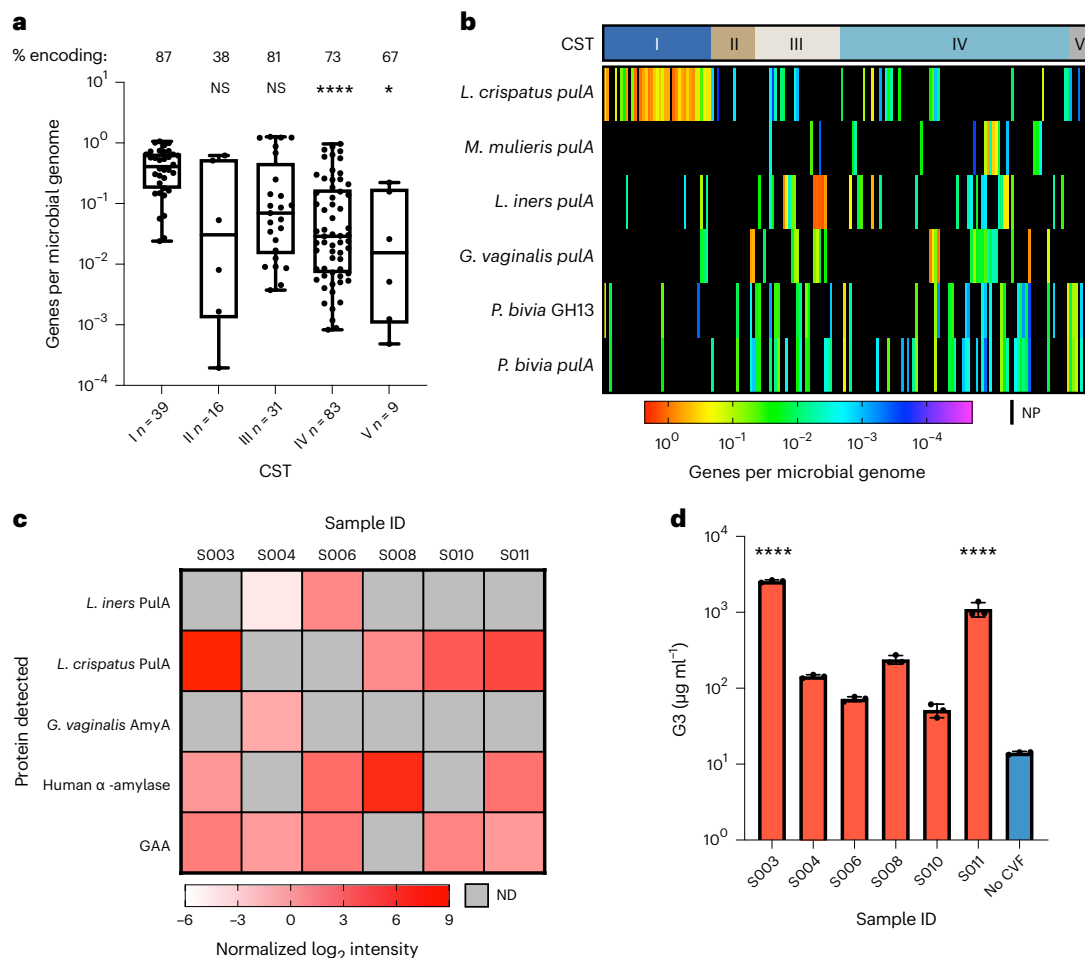 a
% encoding: 87 38 81 73 67
NS NS **** *
10^1
10^0
10^−1
10^−2
10^−3
10^−4
Genes per microbial genome
I n = 39
II n = 16
III n = 31
IV n = 83
V n = 9
CST
b
CST I II III IV V
L. crispatus pulA
M. mulieris pulA
L. iners pulA
G. vaginalis pulA
P. bivia GH13
P. bivia pulA
10^0 10^−1 10^−2 10^−3 10^−4
NP
Genes per microbial genome
c
Sample ID
S003 S004 S006 S008 S010 S011
Protein detected
L. iners PulA
L. crispatus PulA
G. vaginalis AmyA
Human α -amylase
GAA
−6 −3 0 3 6 9
ND
Normalized log2 intensity
d
**** ****
10^4
10^3
10^2
10^1
10^0
G3 (µg ml^−1)
S003
S004
S006
S008
S010
S011
No CVF
Sample ID